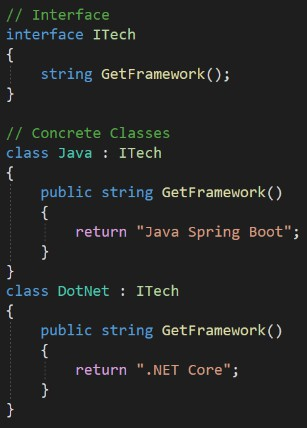 // Interface
interface ITech
{
    string GetFramework();
}

// Concrete Classes
class Java : ITech
{
    public string GetFramework()
    {
        return "Java Spring Boot";
    }
}
class DotNet : ITech
{
    public string GetFramework()
    {
        return ".NET Core";
    }
}